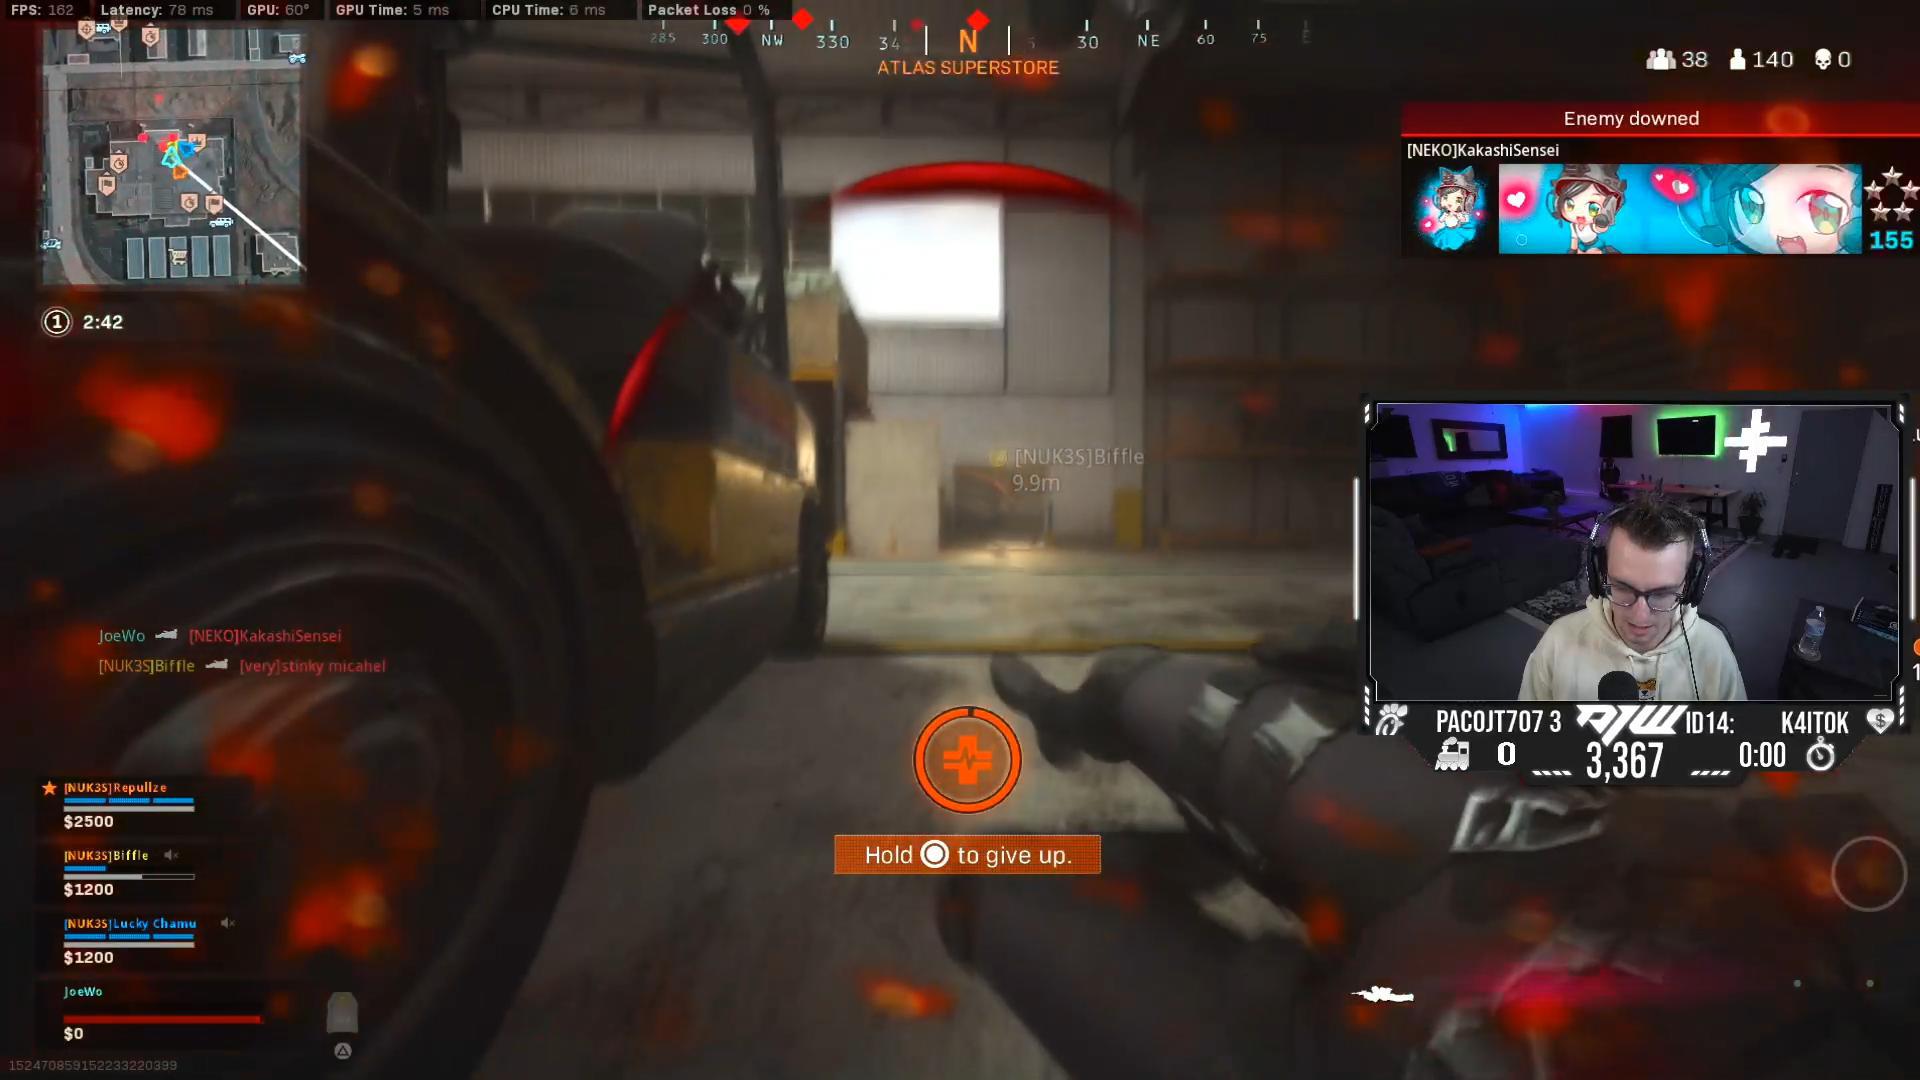 FPS: 162 Latency: 78 ms GPU: 60° GPU Time: 5 ms CPU Time: 6 ms Packet Loss 0 %
285 300 NW 330 34 N 5 30 NE 60 75 E
ATLAS SUPERSTORE
38 140 0
Enemy downed
[NEKO]KakashiSensei
155
1 2:42
[NUK3S]Biffle
9.9m
JoeWo [NEKO]KakashiSensei
[NUK3S]Biffle [very]stinky micahel
PACOJT707 3 ID14: K4ITOK
0 3,367 0:00
[NUK3S]Repullze
$2500
Hold to give up.
[NUK3S]Biffle
$1200
[NUK3S]Lucky Chamu
$1200
JoeWo
$0
15247085915223322039​9